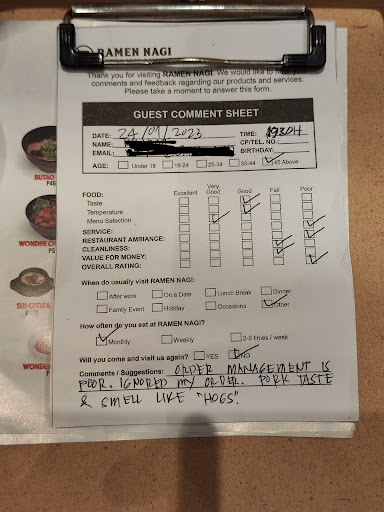 RAMEN NAGI
Thank you for visiting RAMEN NAGI. We would like to
comments and feedback regarding our products and services.
Please take a moment to answer this form.
GUEST COMMENT SHEET
DATE: 24/01/2023 TIME: 1930H
NAME: CP/TEL. NO.:
EMAIL: BIRTHDAY:
AGE: Under 18 19-24 25-34 35-44 45 Above
FOOD: Excellent Very Good Good Fair Poor
Taste
Temperature
Menu Selection
SERVICE:
RESTAURANT AMBIANCE:
CLEANLINESS:
VALUE FOR MONEY:
OVERALL RATING:
When do usually visit RAMEN NAGI:
After work On a Date Lunch Break Dinner
Family Event Holiday Occasions Other
How often do you eat at RAMEN NAGI?
Monthly Weekly 2-3 times / week
Will you come and visit us again? YES NO
Comments / Suggestions: ORDER MANAGEMENT IS
POOR. IGNORED MY ORDER. PORK TASTE
& SMELL LIKE "HOGS".
BUTAO
WONDER
WONDER